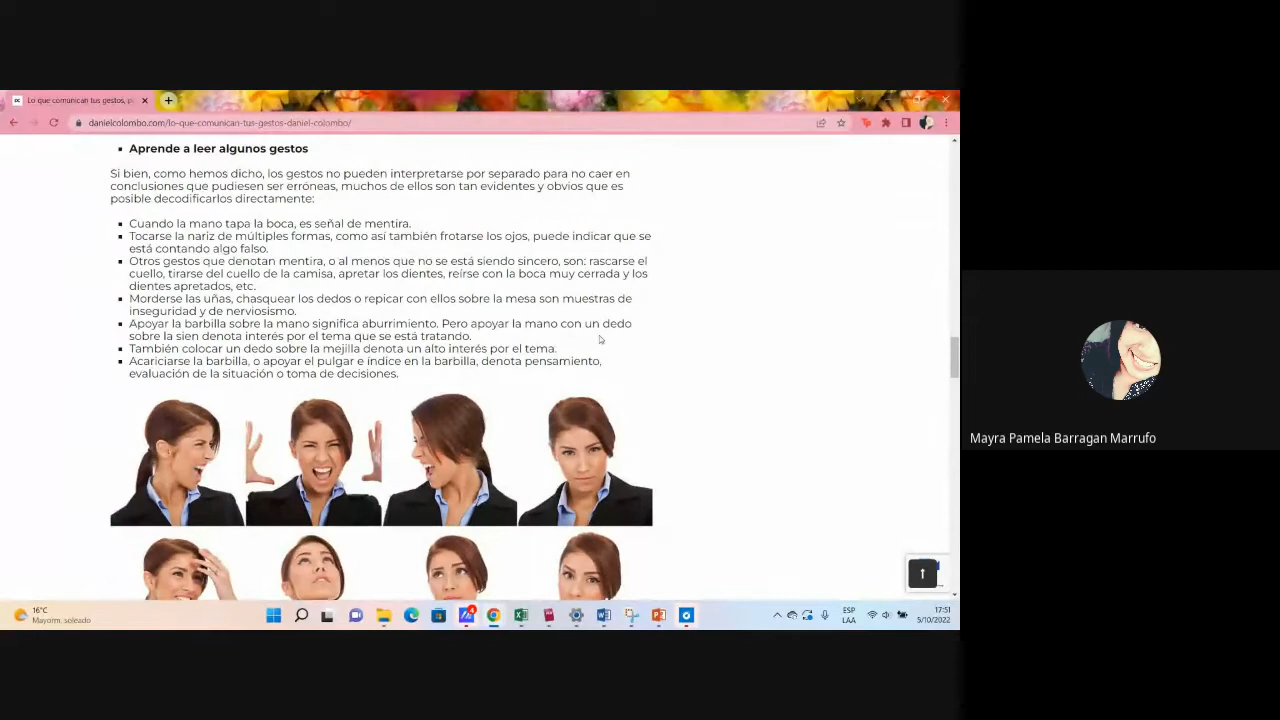 Lo que comunican tus gestos, p
danielcolombo.com/lo-que-comunican-tus-gestos-daniel-colombo/
Aprende a leer algunos gestos
Si bien, como hemos dicho, los gestos no pueden interpretarse por separado para no caer en
conclusiones que pudiesen ser erróneas, muchos de ellos son tan evidentes y obvios que es
posible decodificarlos directamente:
Cuando la mano tapa la boca, es señal de mentira.
Tocarse la nariz de múltiples formas, como así también frotarse los ojos, puede indicar que se
está contando algo falso.
Otros gestos que denotan mentira, o al menos que no se está siendo sincero, son: rascarse el
cuello, tirarse del cuello de la camisa, apretar los dientes, reírse con la boca muy cerrada y los
dientes apretados, etc.
Morderse las uñas, chasquear los dedos o repicar con ellos sobre la mesa son muestras de
inseguridad y de nerviosismo.
Apoyar la barbilla sobre la mano significa aburrimiento. Pero apoyar la mano con un dedo
sobre la sien denota interés por el tema que se está tratando.
También colocar un dedo sobre la mejilla denota un alto interés por el tema.
Acariciarse la barbilla, o apoyar el pulgar e índice en la barbilla, denota pensamiento,
evaluación de la situación o toma de decisiones.
Mayra Pamela Barragan Marrufo
16°C
Mayorm. soleado
ESP
LAA
17:51
5/10/2022